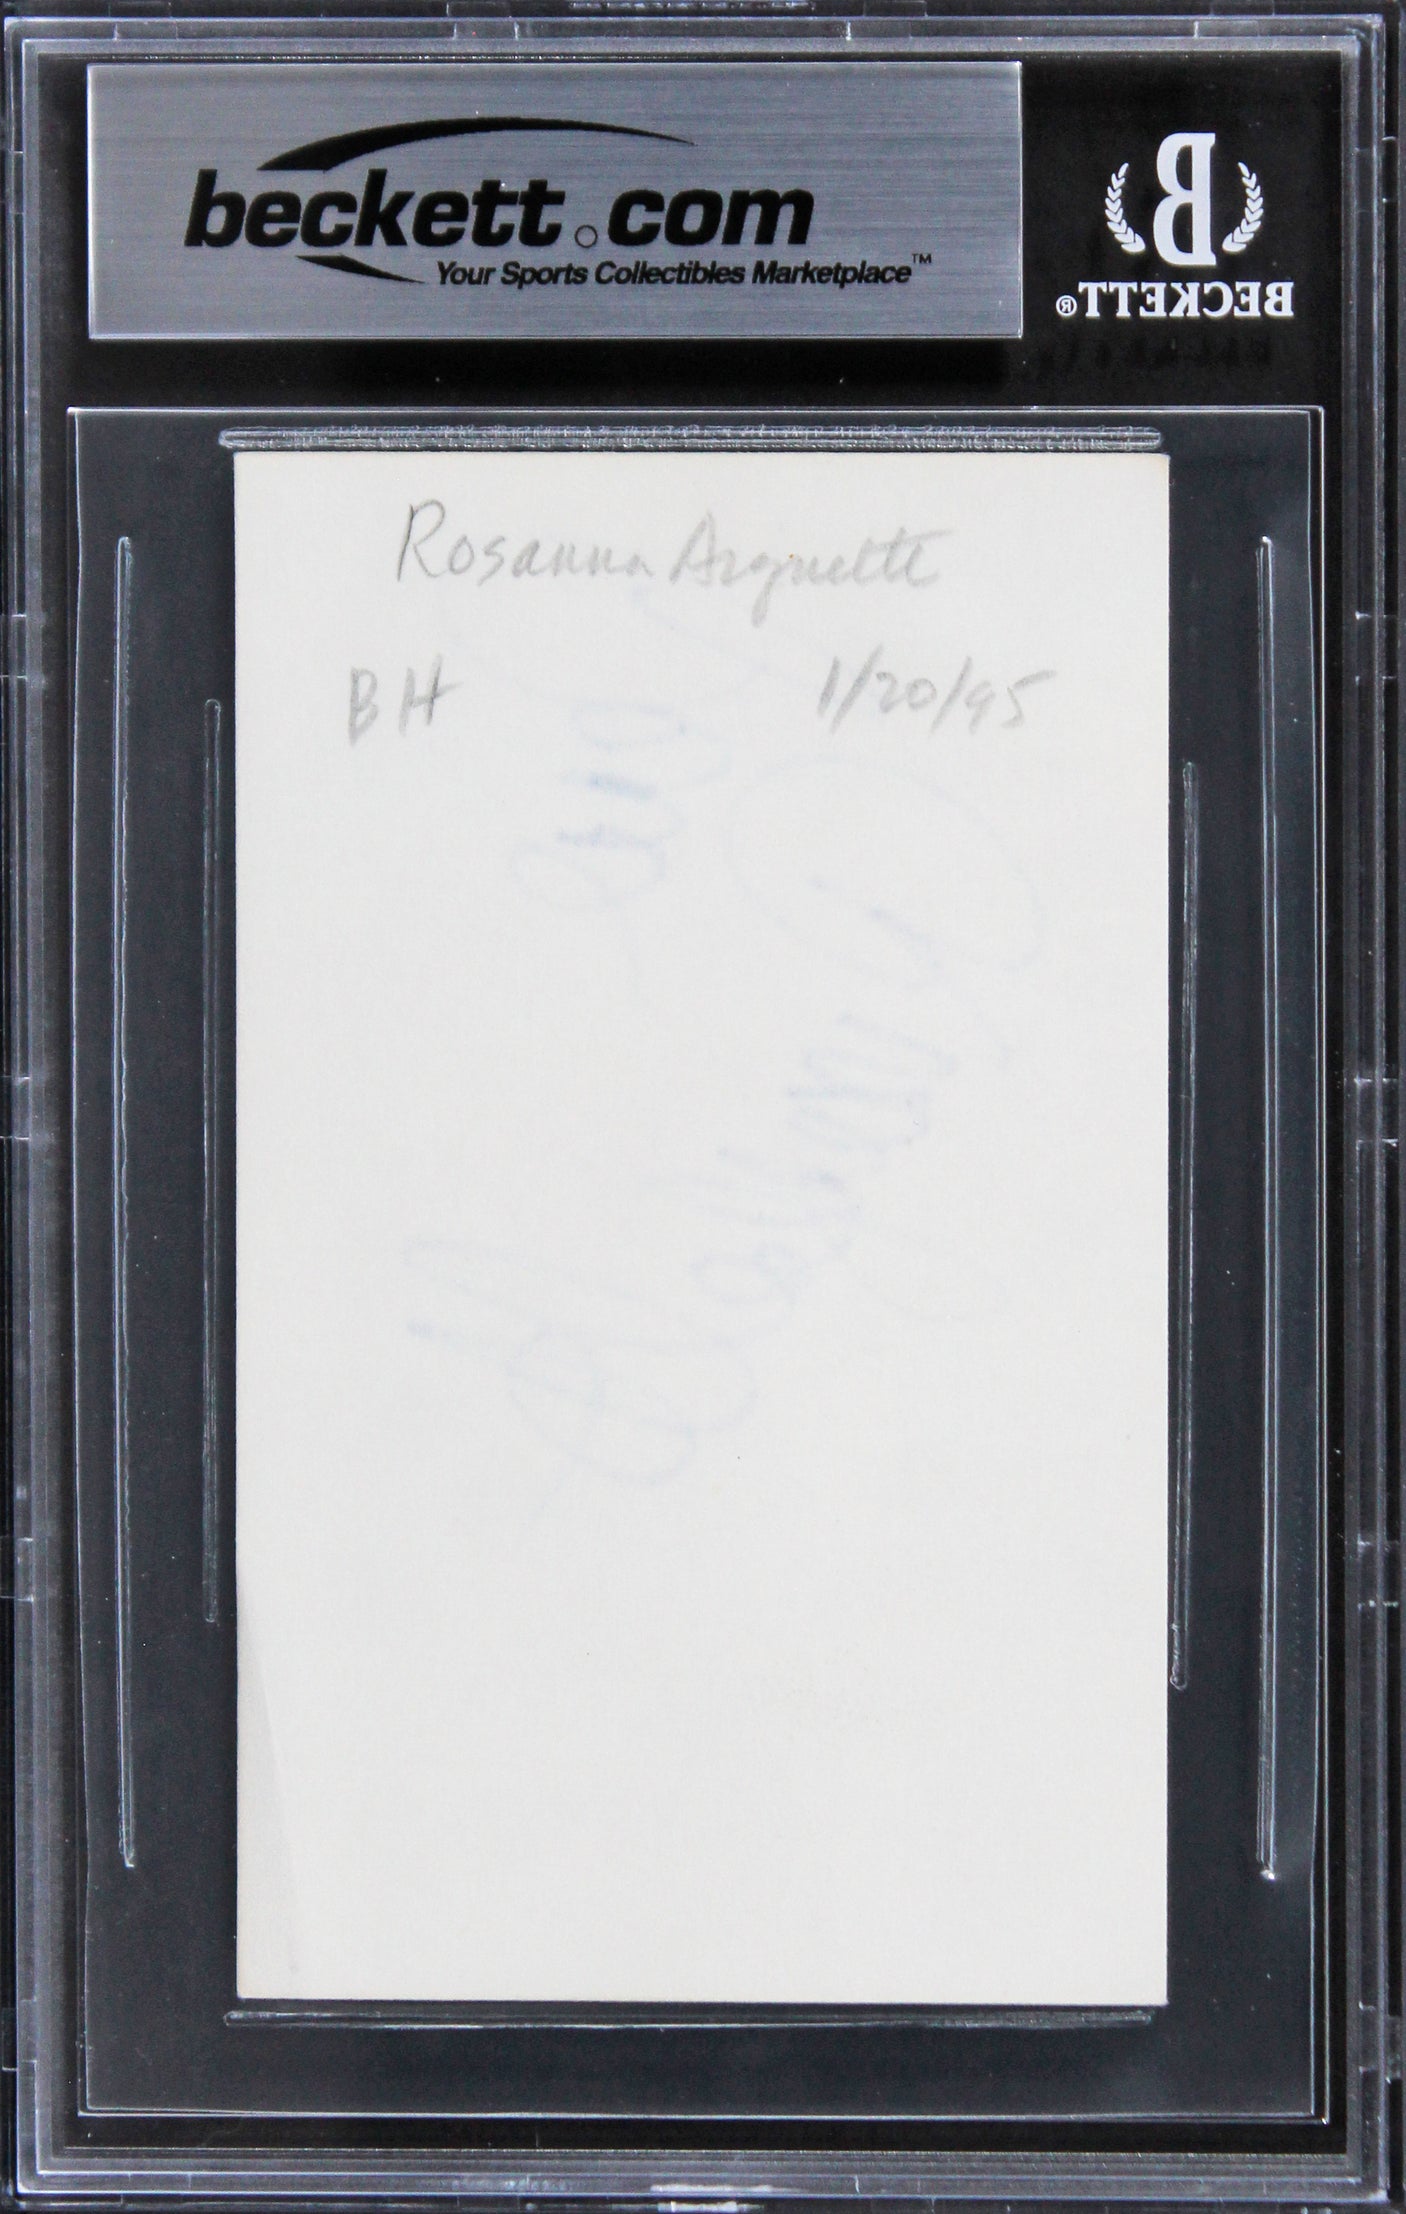 beckett.com
Your Sports Collectibles Marketplace™
B
BECKETT®
Rosanna Arquette
BH 1/20/95